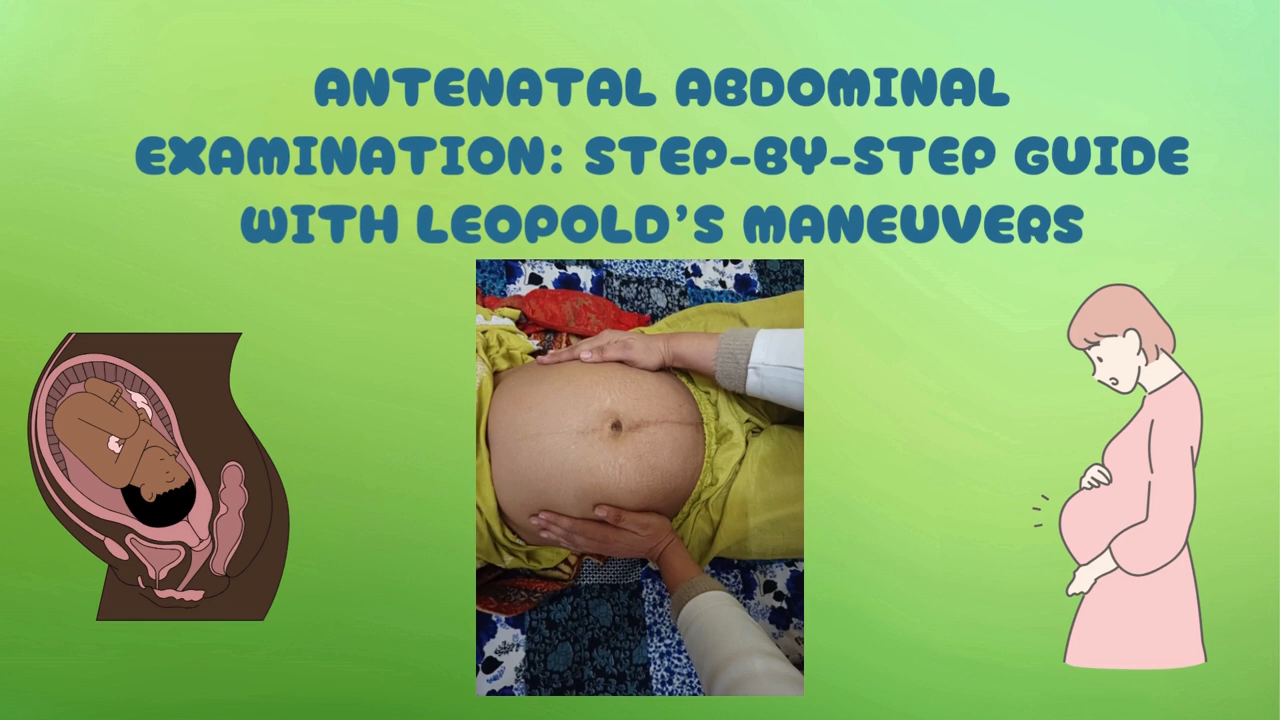 ANTENATAL ABDOMINAL
EXAMINATION: STEP-BY-STEP GUIDE
WITH LEOPOLD’S MANEUVERS